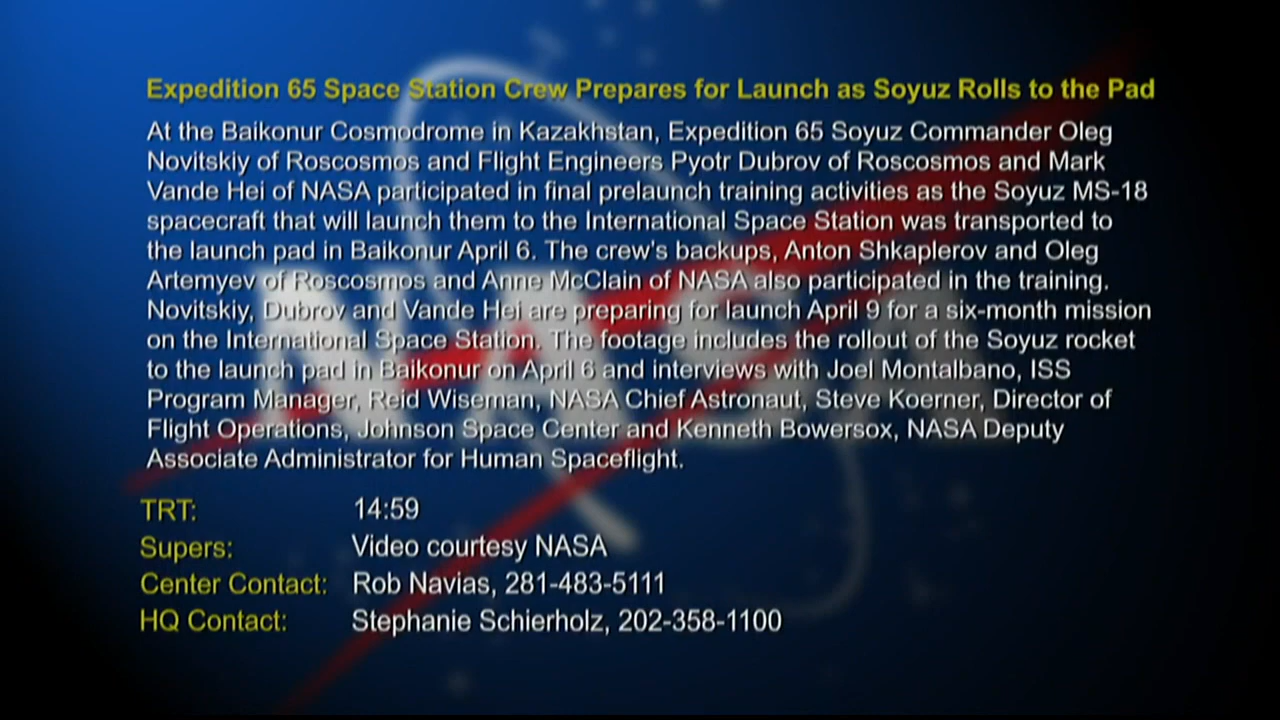 Expedition 65 Space Station Crew Prepares for Launch as Soyuz Rolls to the Pad
At the Baikonur Cosmodrome in Kazakhstan, Expedition 65 Soyuz Commander Oleg
Novitskiy of Roscosmos and Flight Engineers Pyotr Dubrov of Roscosmos and Mark
Vande Hei of NASA participated in final prelaunch training activities as the Soyuz MS-18
spacecraft that will launch them to the International Space Station was transported to
the launch pad in Baikonur April 6. The crew's backups, Anton Shkaplerov and Oleg
Artemyev of Roscosmos and Anne McClain of NASA also participated in the training.
Novitskiy, Dubrov and Vande Hei are preparing for launch April 9 for a six-month mission
on the International Space Station. The footage includes the rollout of the Soyuz rocket
to the launch pad in Baikonur on April 6 and interviews with Joel Montalbano, ISS
Program Manager, Reid Wiseman, NASA Chief Astronaut, Steve Koerner, Director of
Flight Operations, Johnson Space Center and Kenneth Bowersox, NASA Deputy
Associate Administrator for Human Spaceflight.
TRT: 14:59
Supers: Video courtesy NASA
Center Contact: Rob Navias, 281-483-5111
HQ Contact: Stephanie Schierholz, 202-358-1100
NASA